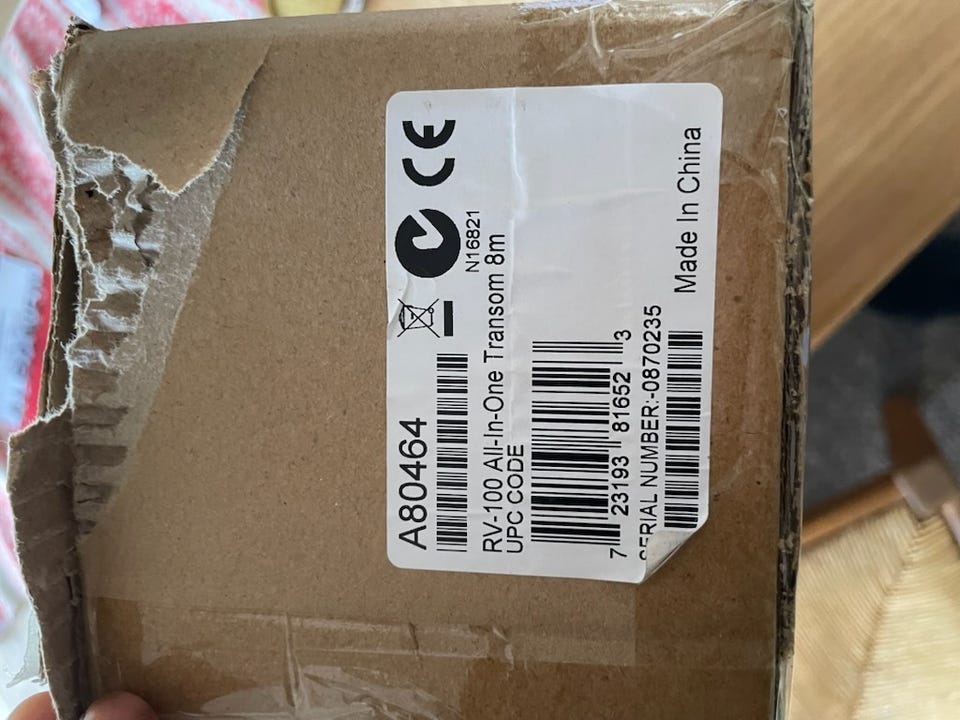 A80464
N16821
RV-100 All-In-One Transom 8m
UPC CODE
7 23193 81652 3
SERIAL NUMBER:-0870235
Made In China